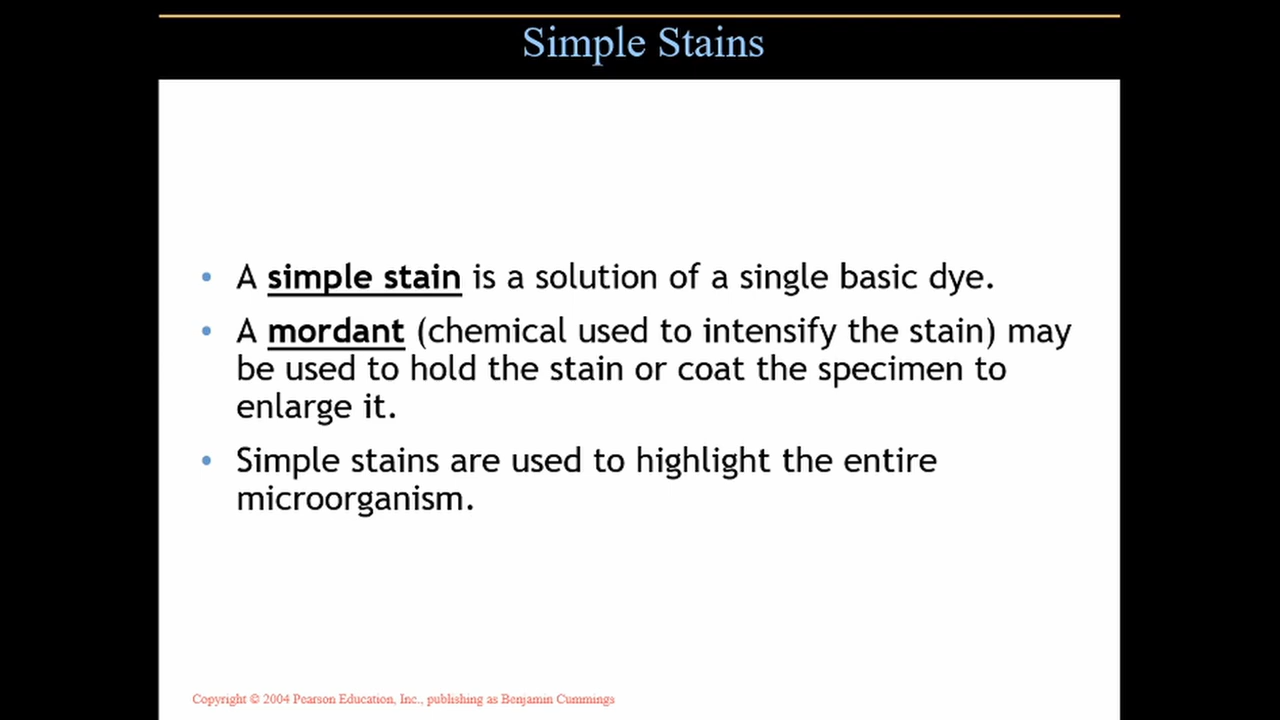 Simple Stains
• A simple stain is a solution of a single basic dye.
• A mordant (chemical used to intensify the stain) may
be used to hold the stain or coat the specimen to
enlarge it.
• Simple stains are used to highlight the entire
microorganism.
Copyright © 2004 Pearson Education, Inc., publishing as Benjamin Cummings